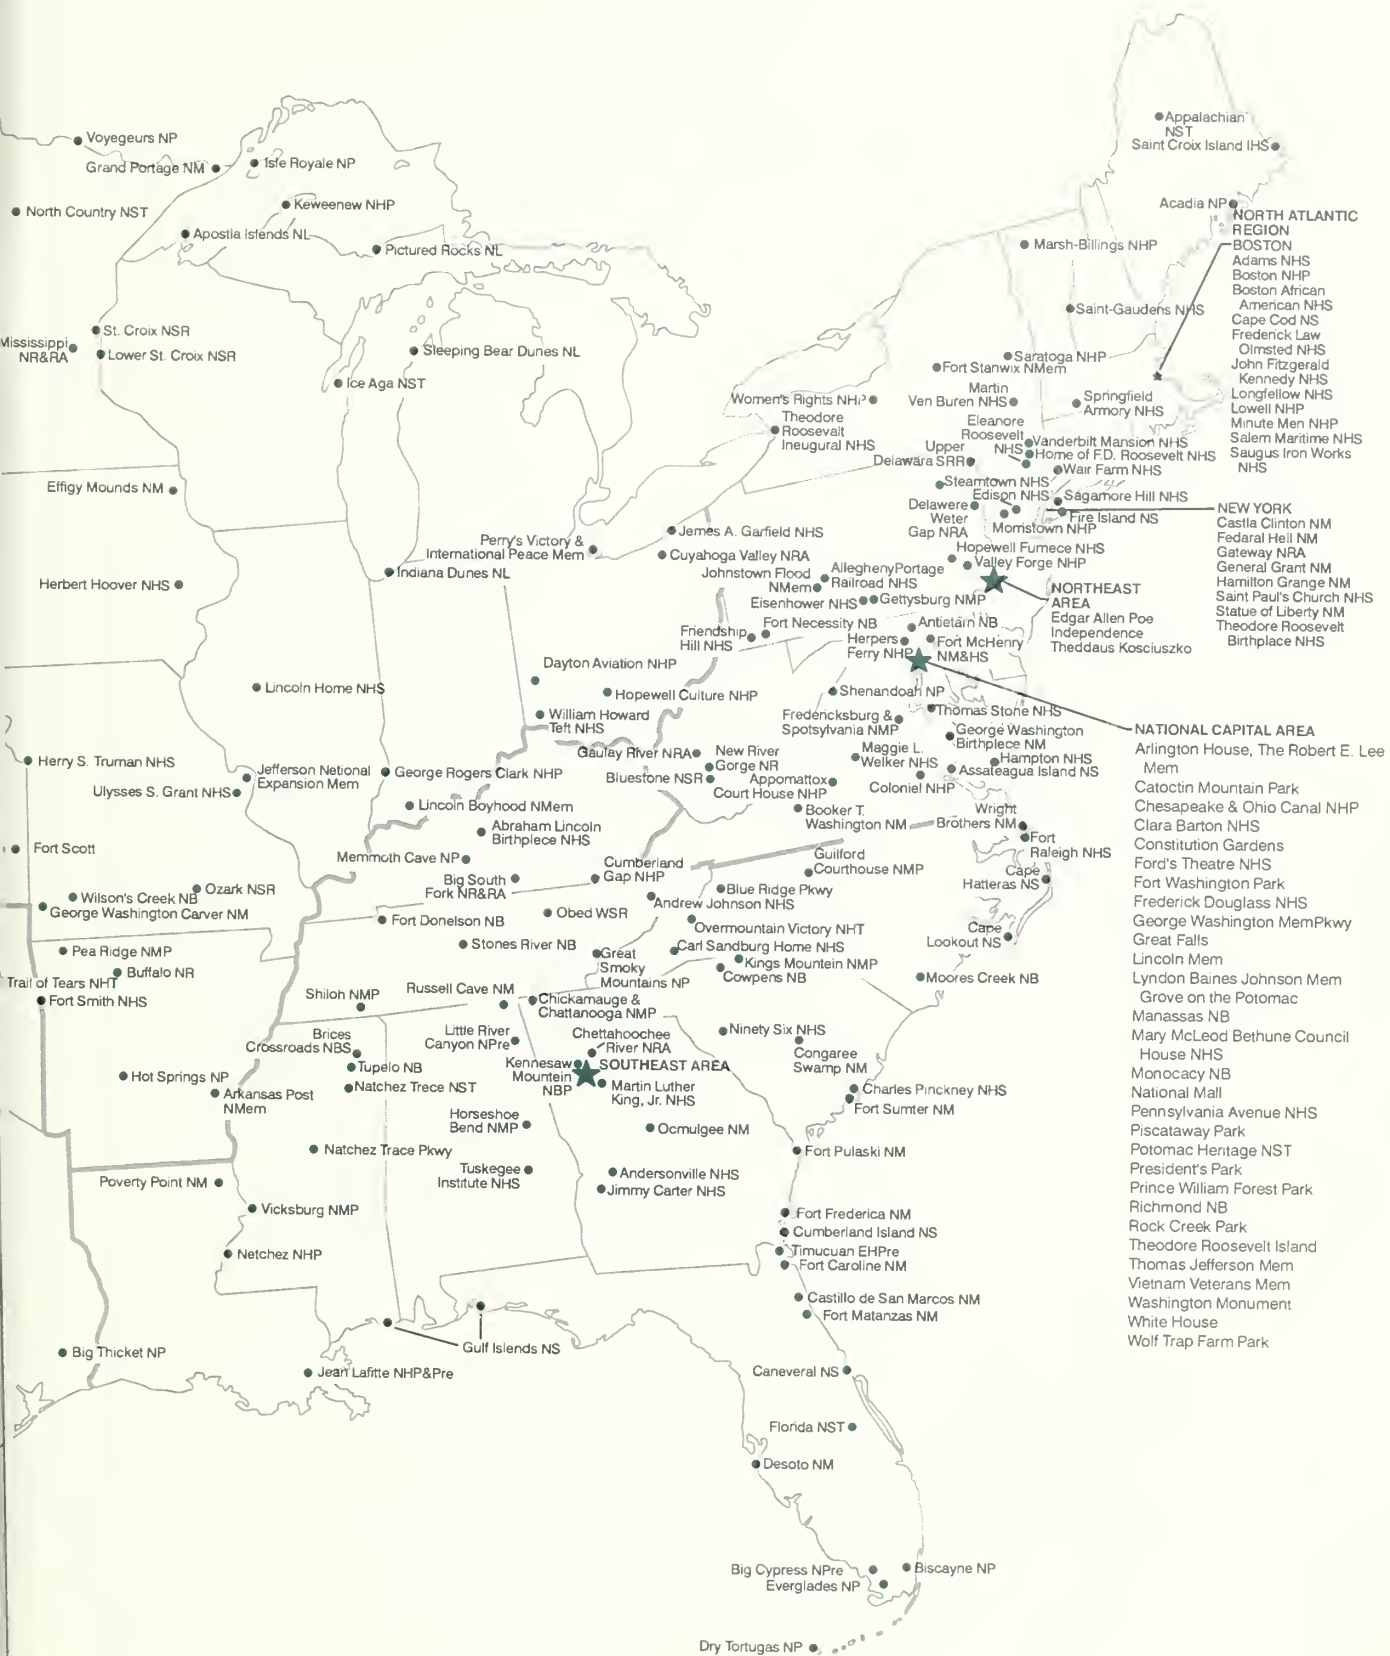 Voyegeurs NP
Grand Portage NM
Isle Royale NP
North Country NST
Keweenew NHP
Apostia Islends NL
Pictured Rocks NL
St. Croix NSR
Mississippi
NR&RA
Lower St. Croix NSR
Sleeping Bear Dunes NL
Ice Aga NST
Effigy Mounds NM
Herbert Hoover NHS
Indiana Dunes NL
Perry's Victory &
International Peace Mem
Lincoln Home NHS
Dayton Aviation NHP
Hopewell Culture NHP
William Howard
Teft NHS
Herry S. Truman NHS
Jefferson Netional
Expansion Mem
Ulysses S. Grant NHS
George Rogers Clark NHP
Lincoln Boyhood NMem
Abraham Lincoln
Birthplece NHS
Fort Scott
Memmoth Cave NP
Big South
Fork NR&RA
Cumberland
Gap NHP
Wilson's Creek NB
Ozark NSR
George Washington Carver NM
Fort Donelson NB
Obed WSR
Stones River NB
Pea Ridge NMP
Buffalo NR
Trail of Tears NHT
Fort Smith NHS
Shiloh NMP
Russell Cave NM
Great
Smoky
Mountains NP
Chickamauge &
Chattanooga NMP
Brices
Crossroads NBS
Little River
Canyon NPre
Chettahoochee
River NRA
Tupelo NB
Kennesaw
Mountain
NBP
SOUTHEAST AREA
Martin Luther
King, Jr. NHS
Hot Springs NP
Natchez Trece NST
Arkansas Post
NMem
Horseshoe
Bend NMP
Ocmulgee NM
Natchez Trace Pkwy
Tuskegee
Institute NHS
Andersonville NHS
Jimmy Carter NHS
Poverty Point NM
Vicksburg NMP
Netchez NHP
Gulf Islends NS
Big Thicket NP
Jean Lafitte NHP&Pre
Appalachian
NST
Saint Croix Island IHS
Acadia NP
Marsh-Billings NHP
Saint-Gaudens NHS
Saratoga NHP
Fort Stanwix NMem
Women's Rights NHP
Martin
Ven Buren NHS
Springfield
Armory NHS
Theodore
Roosevalt
Inaugural NHS
Eleanore
Roosevelt
NHS
Vanderbilt Mansion NHS
Home of F.D. Roosevelt NHS
Upper
Delawara SRR
Wair Farm NHS
Steamtown NHS
Edison NHS
Sagamore Hill NHS
Delewere
Weter
Gap NRA
Fire Island NS
Morristown NHP
Jemes A. Garfield NHS
Cuyahoga Valley NRA
Hopewell Furnece NHS
Valley Forge NHP
Johnstown Flood
NMem
AlleghenyPortage
Railroad NHS
Eisenhower NHS
Gettysburg NMP
Friendship
Hill NHS
Fort Necessity NB
Antietam NB
Herpers
Ferry NHP
Fort McHenry
NM&HS
Shenandoah NP
Thomas Stone NHS
Fredericksburg &
Spotsylvania NMP
George Washington
Birthplece NM
Gaulay River NRA
New River
Gorge NR
Maggie L.
Welker NHS
Hampton NHS
Assateagua Island NS
Bluestone NSR
Appomattox
Court House NHP
Coloniel NHP
Booker T.
Washington NM
Wright
Brothers NM
Fort
Raleigh NHS
Guilford
Courthouse NMP
Cape
Hatteras NS
Blue Ridge Pkwy
Andrew Johnson NHS
Overmountain Victory NHT
Cape
Lookout NS
Carl Sandburg Home NHS
Kings Mountain NMP
Cowpens NB
Moores Creek NB
Ninety Six NHS
Congaree
Swamp NM
Charles Pinckney NHS
Fort Sumter NM
Fort Pulaski NM
Fort Frederica NM
Cumberland Island NS
Timucuan EHPre
Fort Caroline NM
Castillo de San Marcos NM
Fort Matanzas NM
Caneveral NS
Florida NST
Desoto NM
Big Cypress NPre
Everglades NP
Biscayne NP
Dry Tortugas NP
NORTH ATLANTIC
REGION
BOSTON
Adams NHS
Boston NHP
Boston African
American NHS
Cape Cod NS
Frederick Law
Olmsted NHS
John Fitzgerald
Kennedy NHS
Longfellow NHS
Lowell NHP
Minute Men NHP
Salem Maritime NHS
Saugus Iron Works
NHS
NEW YORK
Castla Clinton NM
Fedaral Hell NM
Gateway NRA
General Grant NM
Hamilton Grange NM
Saint Paul's Church NHS
Statue of Liberty NM
Theodore Roosevelt
Birthplace NHS
NORTHEAST
AREA
Edgar Allen Poe
Independence
Theddaus Kosciuszko
NATIONAL CAPITAL AREA
Arlington House, The Robert E. Lee
Mem
Catoctin Mountain Park
Chesapeake & Ohio Canal NHP
Clara Barton NHS
Constitution Gardens
Ford's Theatre NHS
Fort Washington Park
Frederick Douglass NHS
George Washington MemPkwy
Great Falls
Lincoln Mem
Lyndon Baines Johnson Mem
Grove on the Potomac
Manassas NB
Mary McLeod Bethune Council
House NHS
Monocacy NB
National Mall
Pennsylvania Avenue NHS
Piscataway Park
Potomac Heritage NST
President's Park
Prince William Forest Park
Richmond NB
Rock Creek Park
Theodore Roosevelt Island
Thomas Jefferson Mem
Vietnam Veterans Mem
Washington Monument
White House
Wolf Trap Farm Park